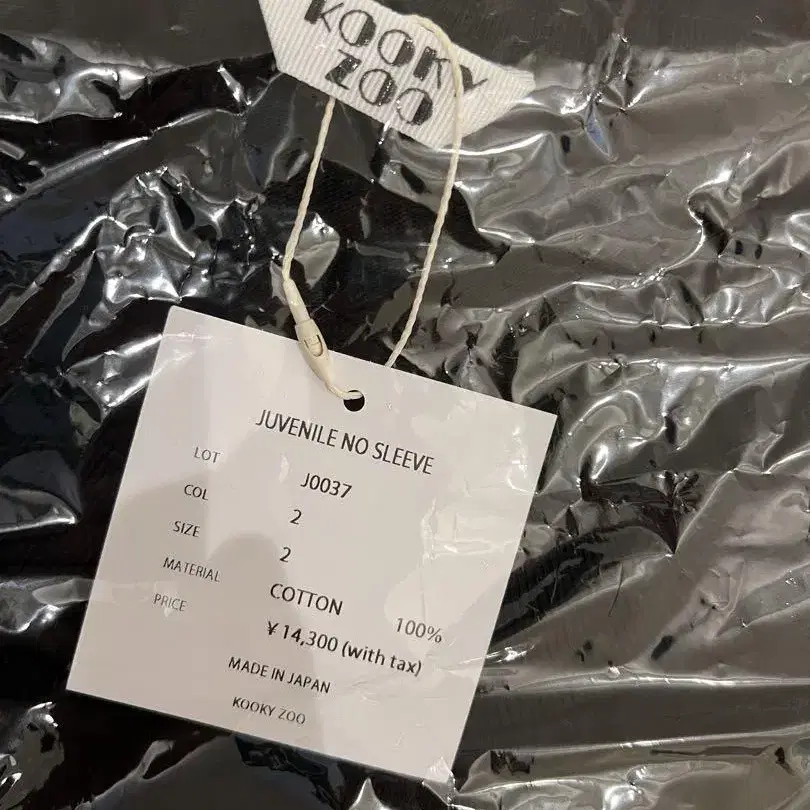 KOOKY
ZOO
JUVENILE NO SLEEVE
LOT J0037
COL 2
SIZE 2
MATERIAL COTTON 100%
PRICE ¥ 14,300 (with tax)
MADE IN JAPAN
KOOKY ZOO